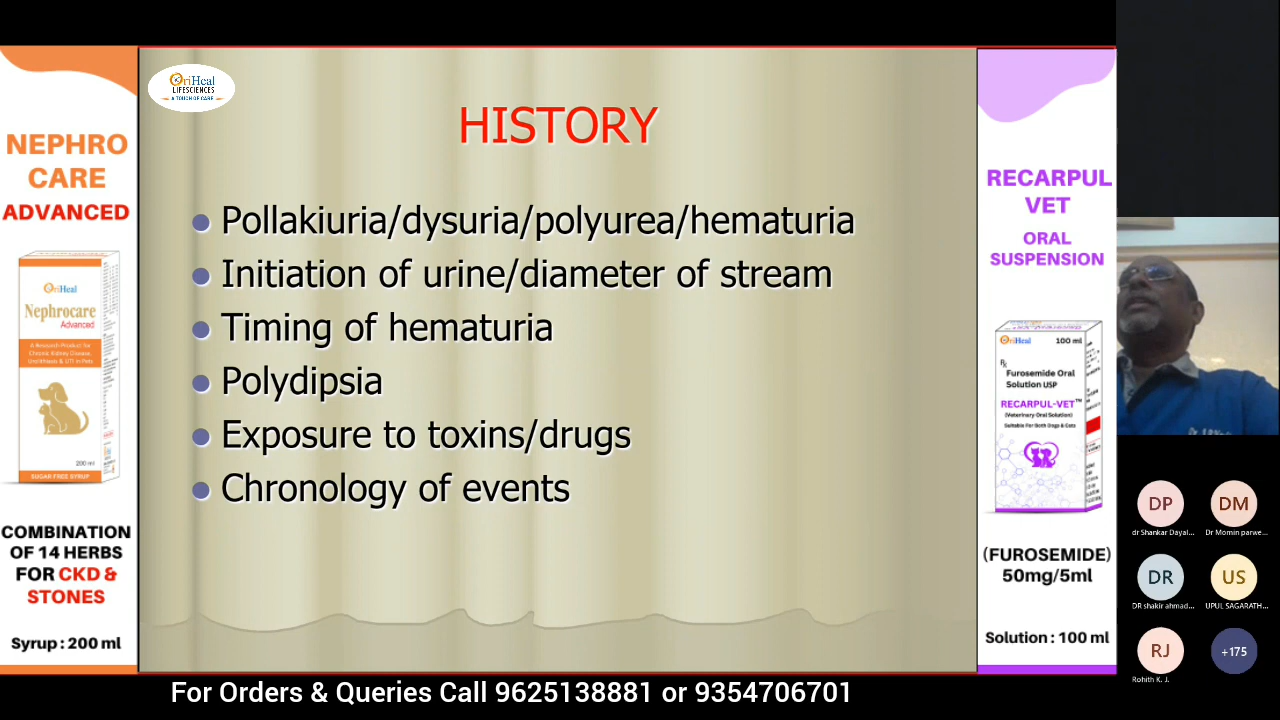 NEPHRO
CARE
ADVANCED
OriHeal
Nephrocare
Advanced
A Research Product for
Chronic Kidney Disease,
Urolithiasis & UTI in Pets
200 ml
SUGAR FREE SYRUP
COMBINATION
OF 14 HERBS
FOR CKD &
STONES
Syrup : 200 ml
OriHeal
LIFESCIENCES
A TOUCH OF CARE
HISTORY
Pollakiuria/dysuria/polyurea/hematuria
Initiation of urine/diameter of stream
Timing of hematuria
Polydipsia
Exposure to toxins/drugs
Chronology of events
RECARPUL
VET
ORAL
SUSPENSION
OriHeal 100 ml
Rx
Furosemide Oral
Solution USP
RECARPUL-VET™
(Veterinary Oral Solution)
Suitable For Both Dogs & Cats
(FUROSEMIDE)
50mg/5ml
Solution : 100 ml
DP DM
dr Shankar Dayal... Dr Momin parwe...
DR US
DR shakir ahmad... UPUL SAGARATH...
RJ +175
Rohith K. J.
For Orders & Queries Call 9625138881 or 9354706701